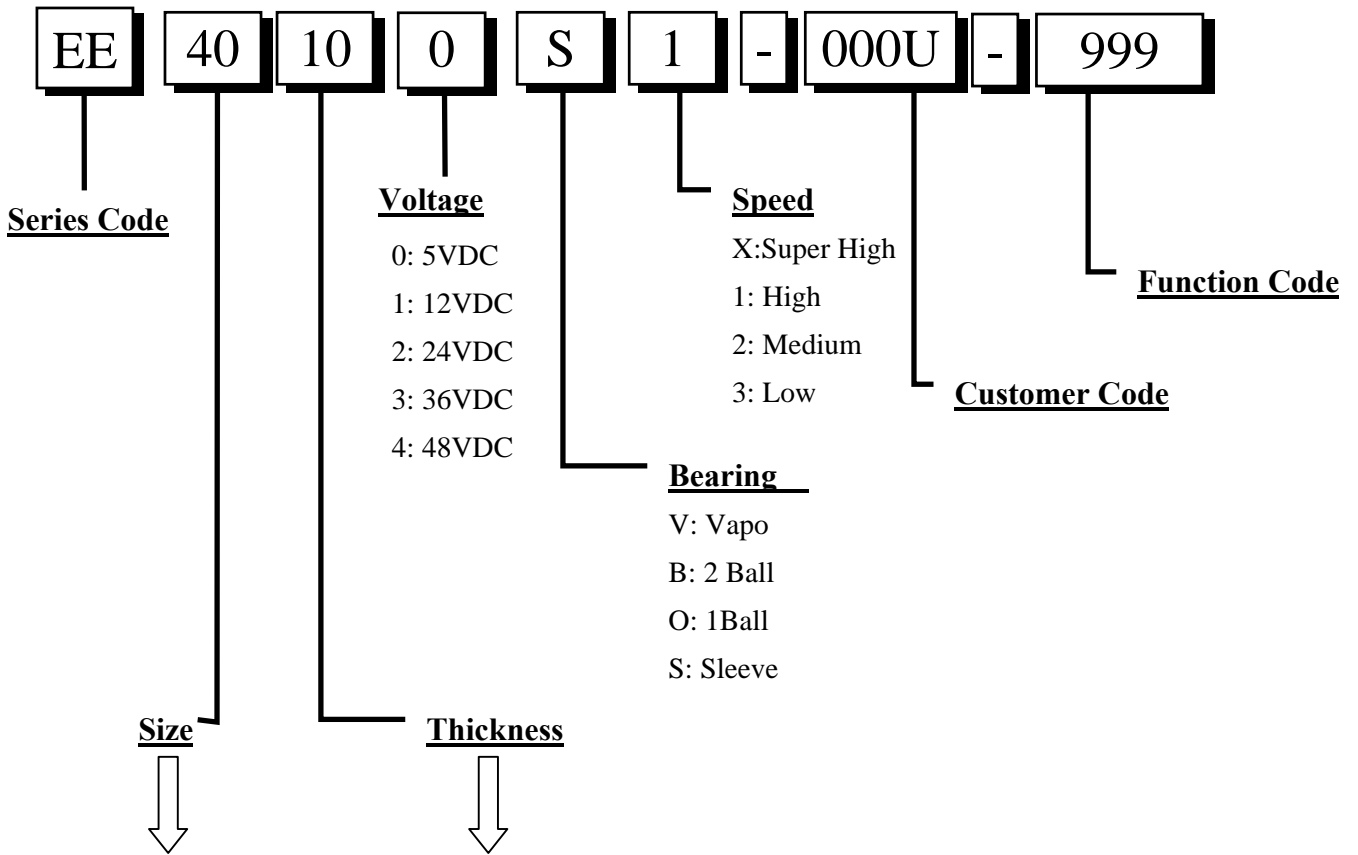 EE 40 10 0 S 1 - 000U - 999
Series Code
Voltage
0: 5VDC
1: 12VDC
2: 24VDC
3: 36VDC
4: 48VDC
Speed
X:Super High
1: High
2: Medium
3: Low
Function Code
Customer Code
Bearing
V: Vapo
B: 2 Ball
O: 1Ball
S: Sleeve
Size
Thickness